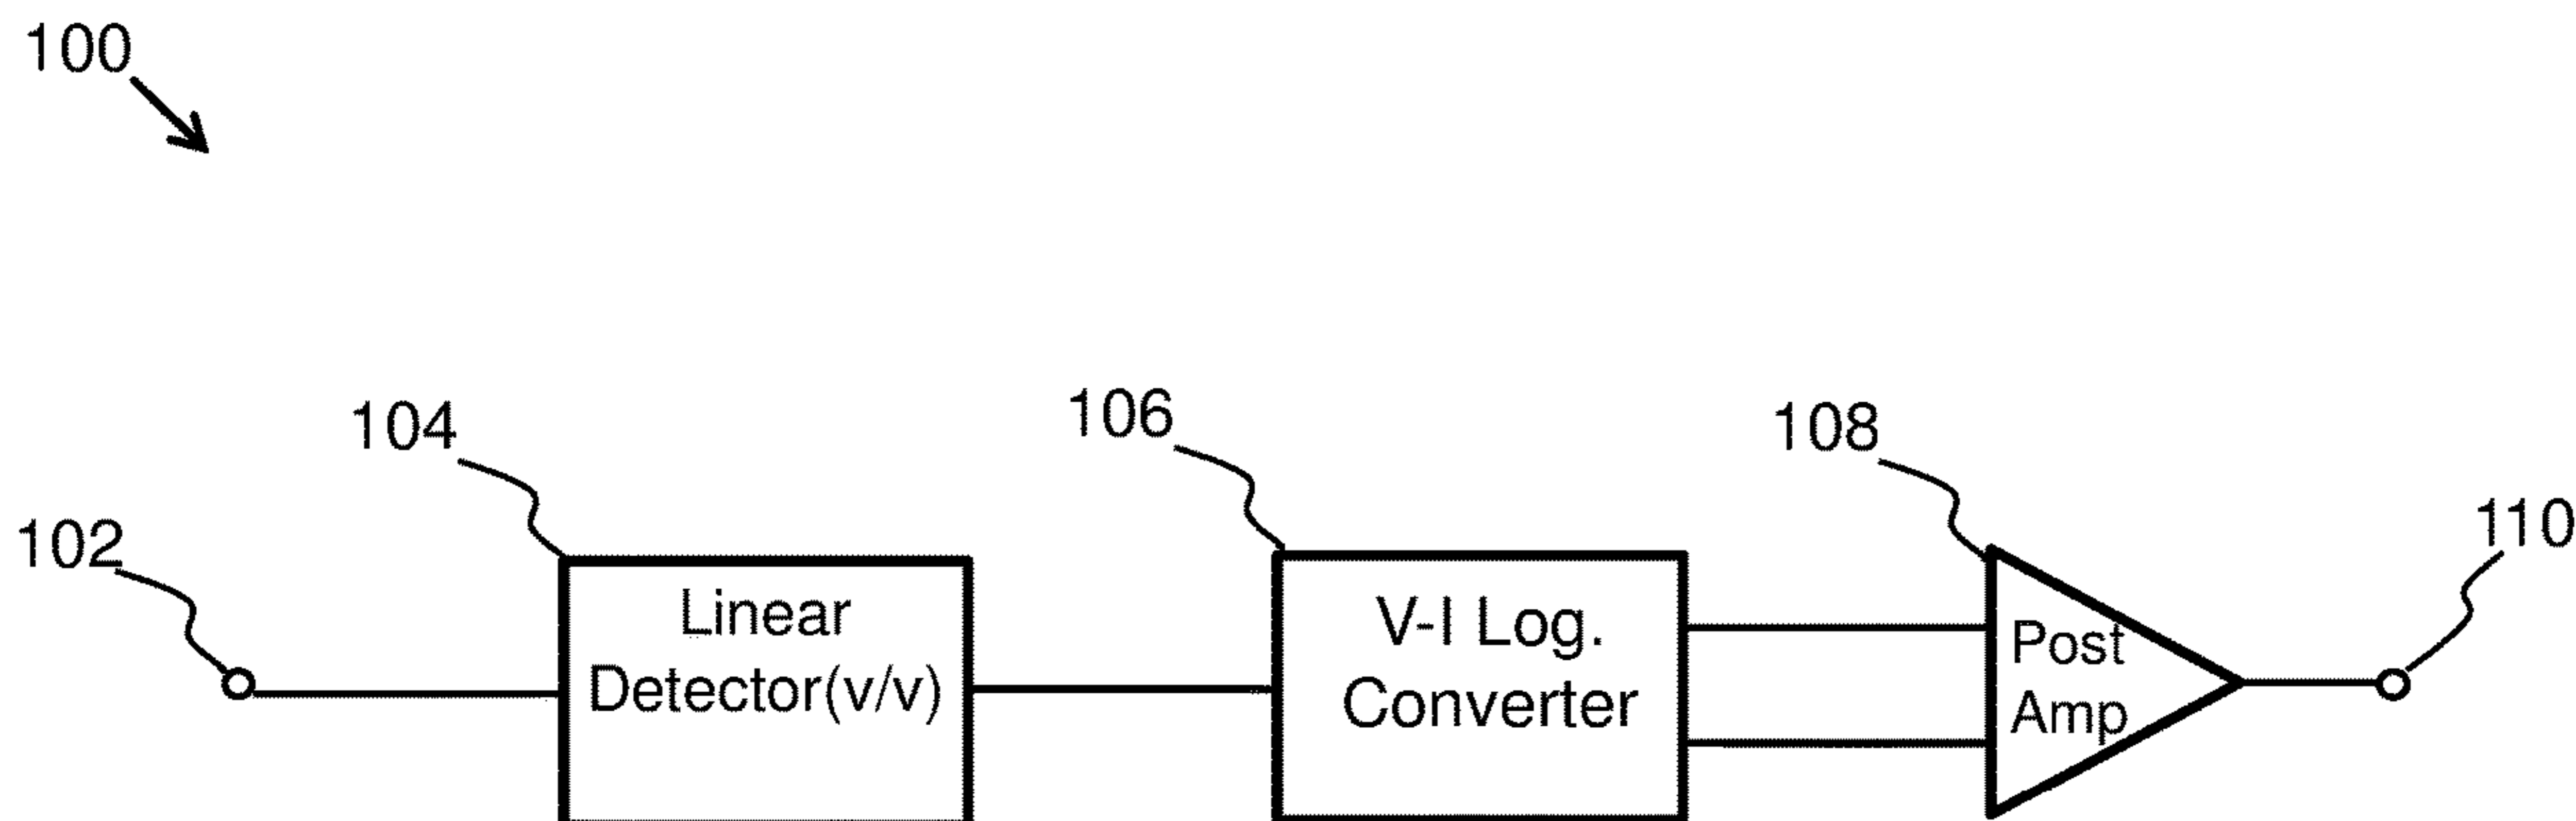 100
104
106
108
102
110
Linear
Detector(v/v)
V-I Log.
Converter
Post
Amp